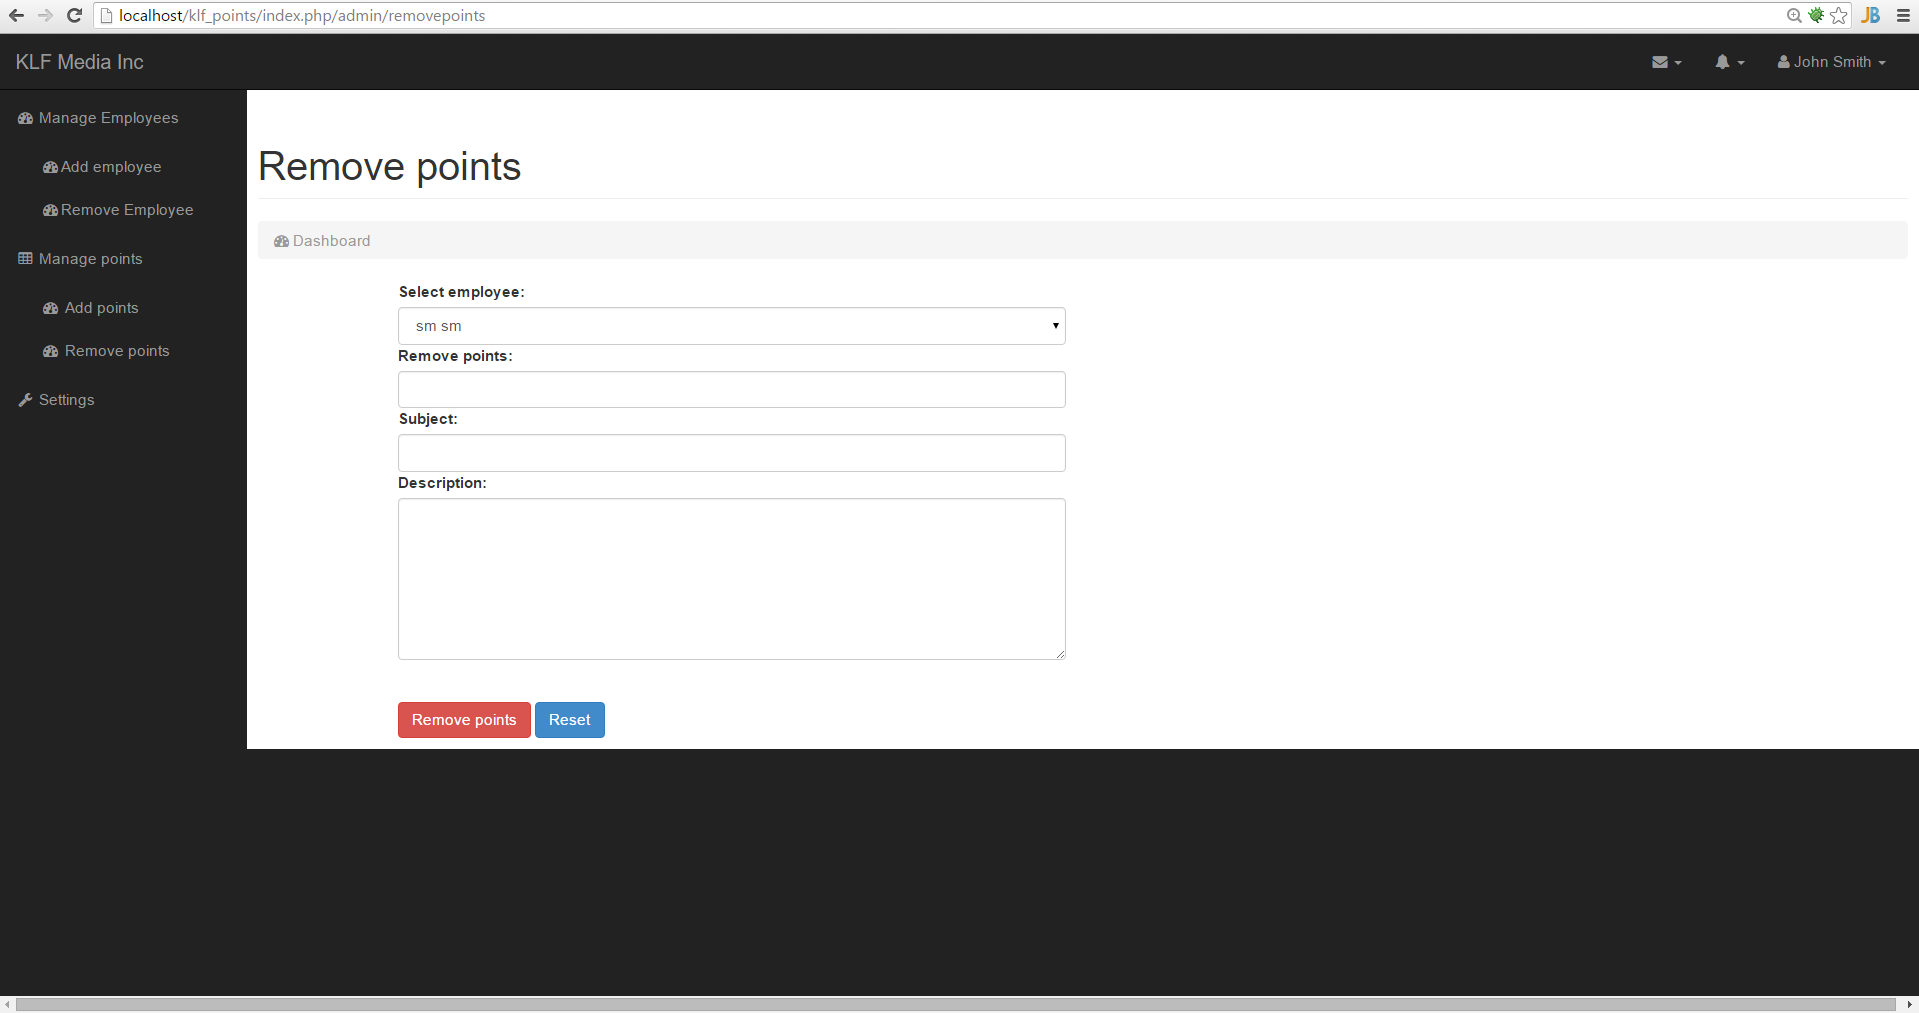 localhost/klf_points/index.php/admin/removepoints
JB
KLF Media Inc
John Smith
Manage Employees
Add employee
Remove Employee
Manage points
Add points
Remove points
Settings
Remove points
Dashboard
Select employee:
sm sm
Remove points:
Subject:
Description:
Remove points
Reset